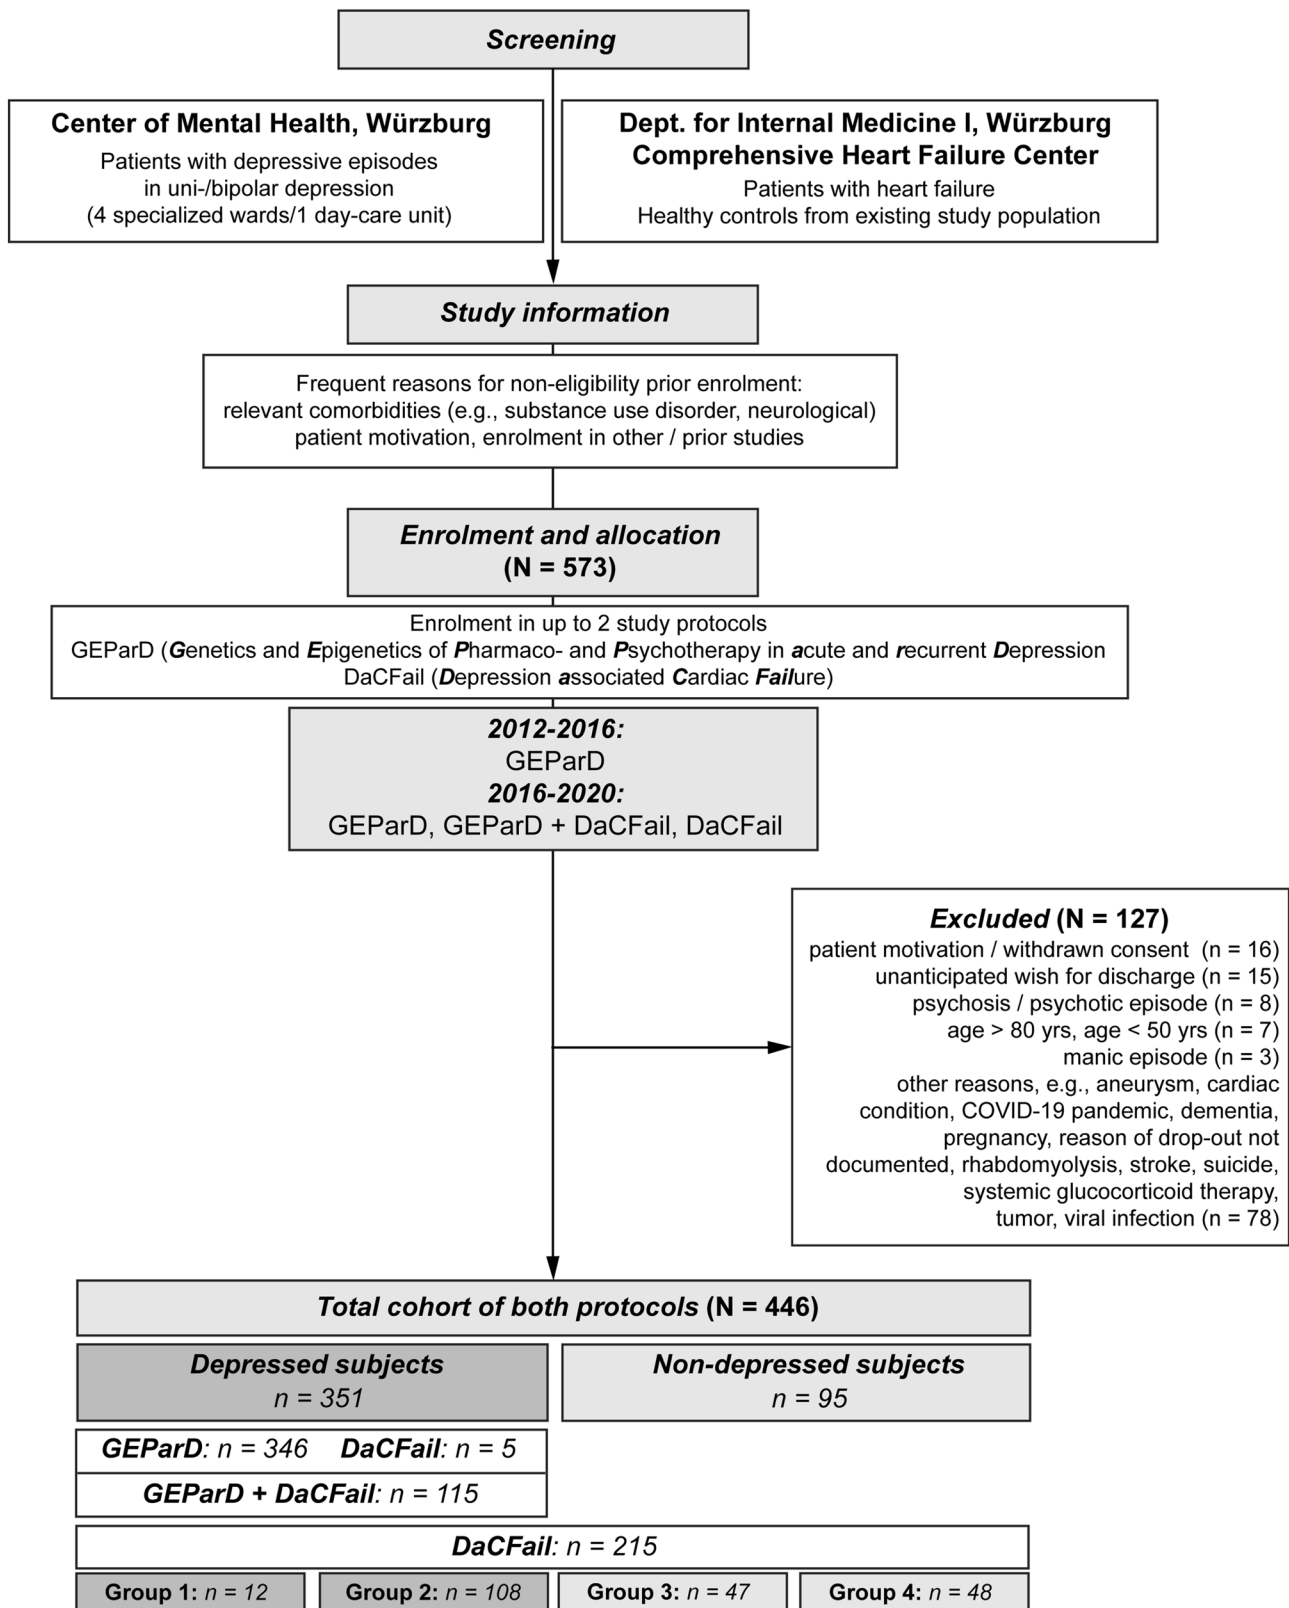 Screening
Center of Mental Health, Würzburg
Patients with depressive episodes
in uni-/bipolar depression
(4 specialized wards/1 day-care unit)
Dept. for Internal Medicine I, Würzburg
Comprehensive Heart Failure Center
Patients with heart failure
Healthy controls from existing study population
Study information
Frequent reasons for non-eligibility prior enrolment:
relevant comorbidities (e.g., substance use disorder, neurological)
patient motivation, enrolment in other / prior studies
Enrolment and allocation
(N = 573)
Enrolment in up to 2 study protocols
GEParD (Genetics and Epigenetics of Pharmaco- and Psychotherapy in acute and recurrent Depression
DaCFail (Depression associated Cardiac Failure)
2012-2016:
GEParD
2016-2020:
GEParD, GEParD + DaCFail, DaCFail
Excluded (N = 127)
patient motivation / withdrawn consent (n = 16)
unanticipated wish for discharge (n = 15)
psychosis / psychotic episode (n = 8)
age > 80 yrs, age < 50 yrs (n = 7)
manic episode (n = 3)
other reasons, e.g., aneurysm, cardiac
condition, COVID-19 pandemic, dementia,
pregnancy, reason of drop-out not
documented, rhabdomyolysis, stroke, suicide,
systemic glucocorticoid therapy,
tumor, viral infection (n = 78)
Total cohort of both protocols (N = 446)
Depressed subjects
n = 351
Non-depressed subjects
n = 95
GEParD: n = 346 DaCFail: n = 5
GEParD + DaCFail: n = 115
DaCFail: n = 215
Group 1: n = 12
Group 2: n = 108
Group 3: n = 47
Group 4: n = 48